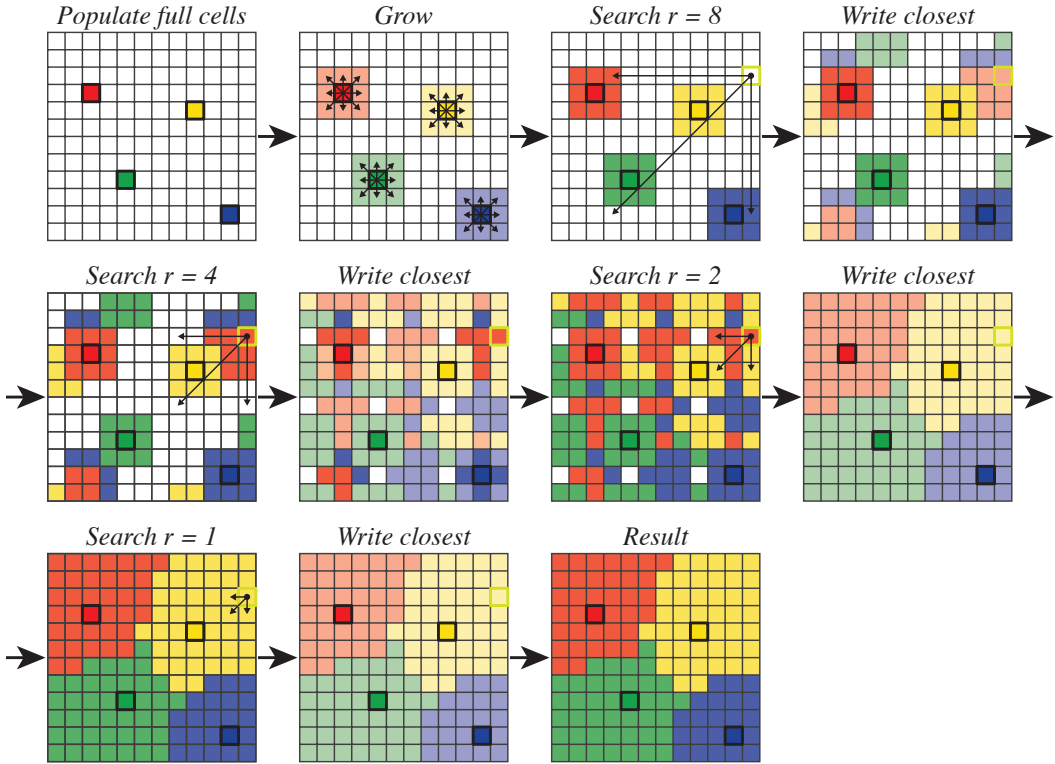 Populate full cells
Grow
Search r = 8
Write closest
Search r = 4
Write closest
Search r = 2
Write closest
Search r = 1
Write closest
Result